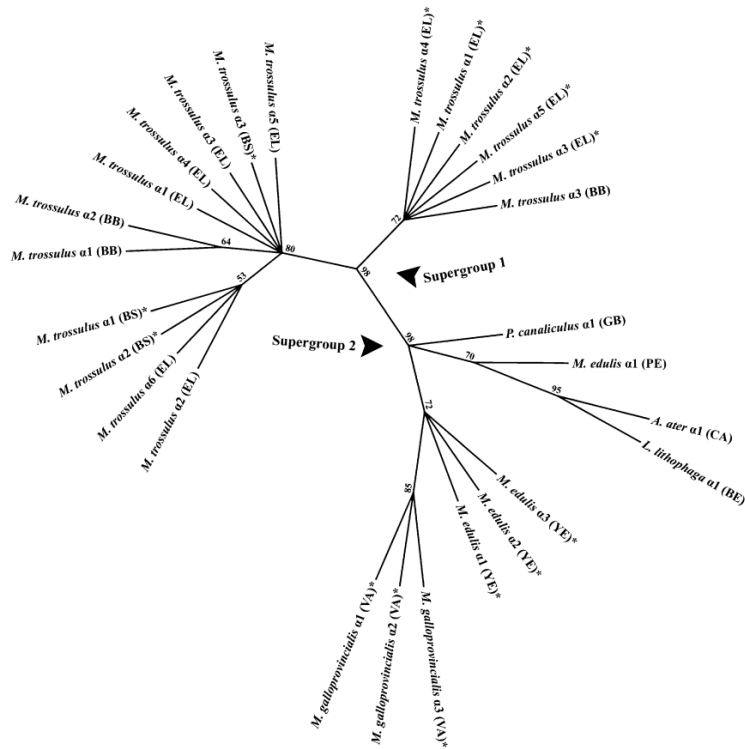 M. trossulus α4 (EL)*
M. trossulus α1 (EL)*
M. trossulus α2 (EL)*
M. trossulus α5 (EL)*
M. trossulus α3 (EL)*
M. trossulus α3 (BB)
72
M. trossulus α5 (EL)
M. trossulus α3 (BS)*
M. trossulus α3 (EL)
M. trossulus α4 (EL)
M. trossulus α1 (EL)
M. trossulus α2 (BB)
M. trossulus α1 (BB)
64
80
98
Supergroup 1
53
M. trossulus α1 (BS)*
M. trossulus α2 (BS)*
M. trossulus α6 (EL)
M. trossulus α2 (EL)
Supergroup 2
98
P. canaliculus α1 (GB)
70
M. edulis α1 (PE)
95
A. ater α1 (CA)
L. lithophaga α1 (BE)
72
M. edulis α3 (YE)*
M. edulis α2 (YE)*
M. edulis α1 (YE)*
85
M. galloprovincialis α1 (VA)*
M. galloprovincialis α2 (VA)*
M. galloprovincialis α3 (VA)*